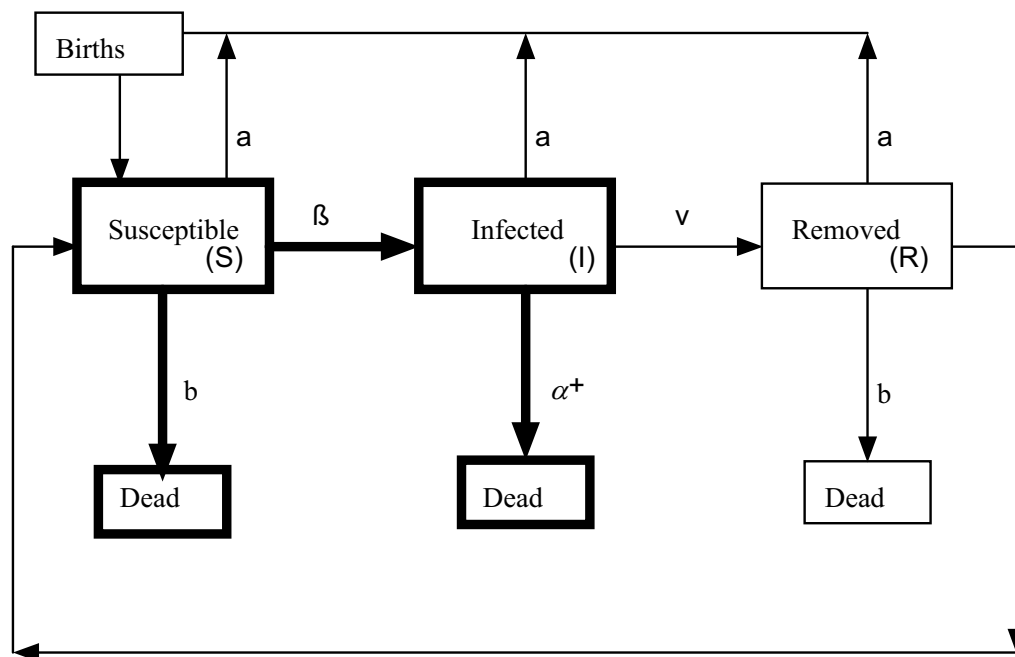 Births
a
a
a
Susceptible
(S)
ß
Infected
(I)
v
Removed
(R)
b
α+
b
Dead
Dead
Dead